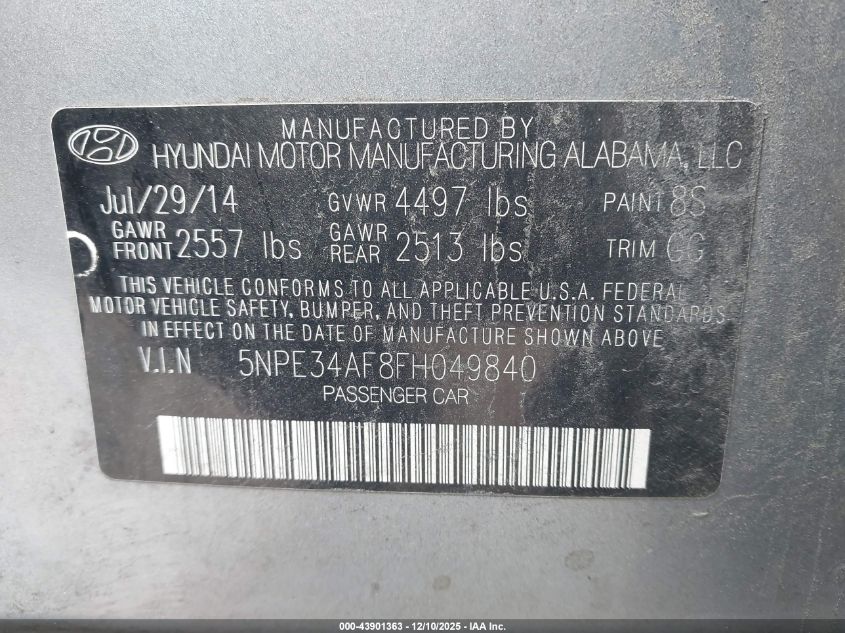 MANUFACTURED BY
HYUNDAI MOTOR MANUFACTURING ALABAMA, LLC
Jul/29/14 GVWR 4497 lbs PAINT 8S
GAWR FRONT 2557 lbs GAWR REAR 2513 lbs TRIM GG
THIS VEHICLE CONFORMS TO ALL APPLICABLE U.S.A. FEDERAL
MOTOR VEHICLE SAFETY, BUMPER, AND THEFT PREVENTION STANDARDS
IN EFFECT ON THE DATE OF MANUFACTURE SHOWN ABOVE
V.I.N 5NPE34AF8FH049840
PASSENGER CAR
000-43901363 - 12/10/2025 - IAA Inc.